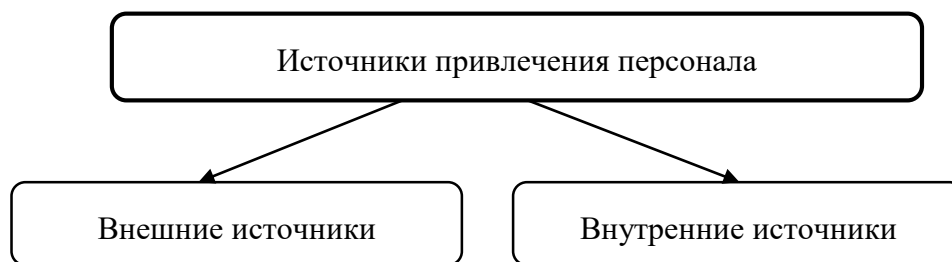 Источники привлечения персонала
Внешние источники
Внутренние источники